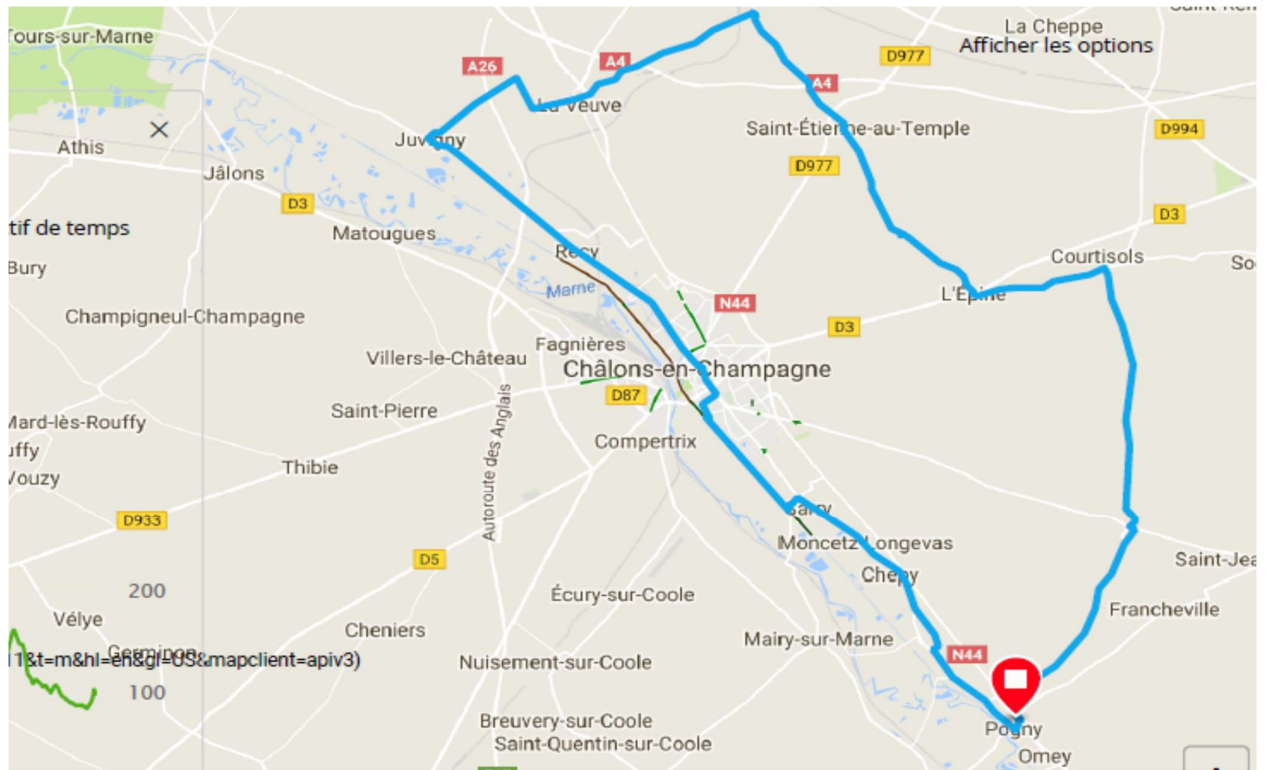 Tours-sur-Marne
La Cheppe
Afficher les options
D977
A26
A4
A4
La Veuve
Juvigny
Saint-Étienne-au-Temple
D994
Athis
D977
Jâlons
D3
D3
tif de temps
Matougues
Recy
Courtisols
Bury
So
Marne
L'Épine
N44
Champigneul-Champagne
D3
Fagnières
Villers-le-Château
Châlons-en-Champagne
D87
Autoroute des Anglais
Saint-Pierre
Mard-lès-Rouffy
Compertrix
uffy
Thibie
Vouzy
Sarry
D933
Moncetz-Longevas
D5
Saint-Jea
Chepy
200
Écury-sur-Coole
Vélye
Francheville
Cheniers
Mairy-sur-Marne
Germinon
11&t=m&hl=en&gl=US&mapclient=apiv3)
Nuisement-sur-Coole
N44
100
Breuvery-sur-Coole
Pogny
Saint-Quentin-sur-Coole
Omey